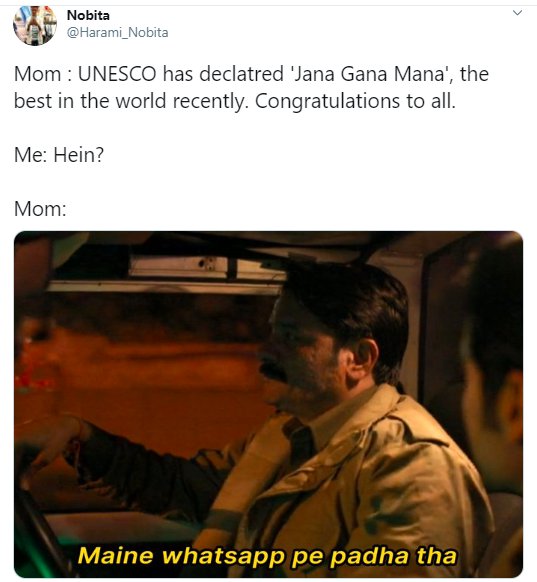 Nobita
@Harami_Nobita
Mom : UNESCO has declatred 'Jana Gana Mana', the
best in the world recently. Congratulations to all.
Me: Hein?
Mom:
Maine whatsapp pe padha tha